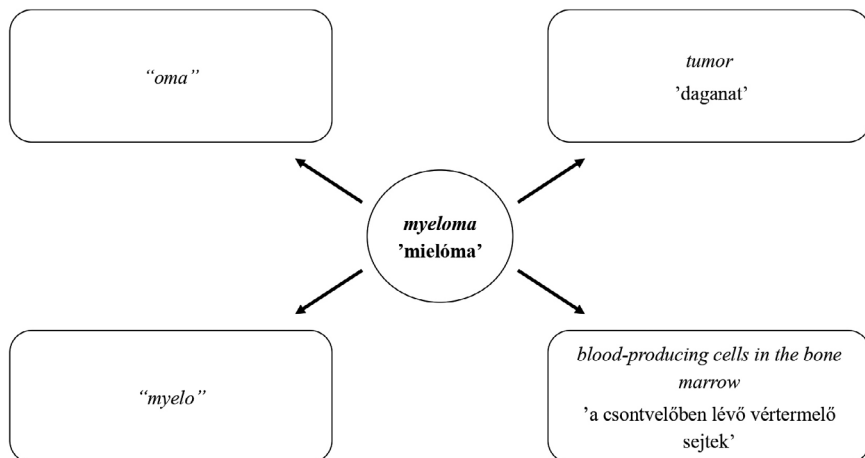 “oma”
tumor
’daganat’
myeloma
’mielóma’
“myelo”
blood-producing cells in the bone
marrow
’a csontvelőben lévő vértermelő
sejtek’